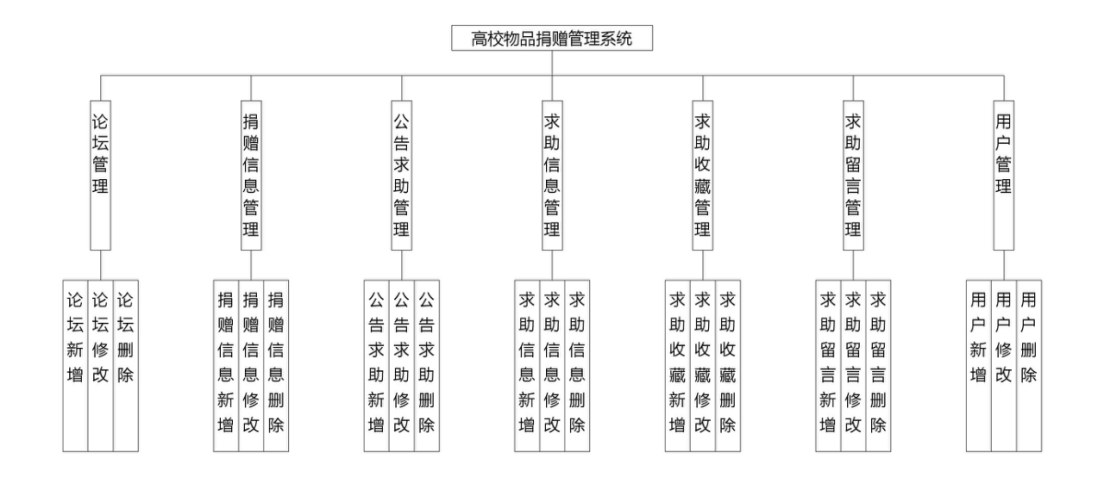 高校物品捐赠管理系统
论坛管理
捐赠信息管理
公告求助管理
求助信息管理
求助收藏管理
求助留言管理
用户管理
论坛新增
论坛修改
论坛删除
捐赠信息新增
捐赠信息修改
捐赠信息删除
公告求助新增
公告求助修改
公告求助删除
求助信息新增
求助信息修改
求助信息删除
求助收藏新增
求助收藏修改
求助收藏删除
求助留言新增
求助留言修改
求助留言删除
用户新增
用户修改
用户删除